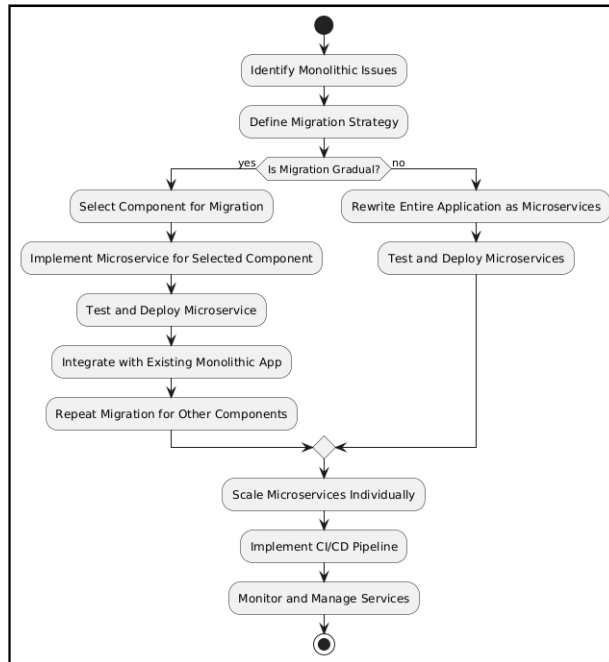 Identify Monolithic Issues
Define Migration Strategy
Is Migration Gradual?
yes
no
Select Component for Migration
Implement Microservice for Selected Component
Test and Deploy Microservice
Integrate with Existing Monolithic App
Repeat Migration for Other Components
Rewrite Entire Application as Microservices
Test and Deploy Microservices
Scale Microservices Individually
Implement CI/CD Pipeline
Monitor and Manage Services